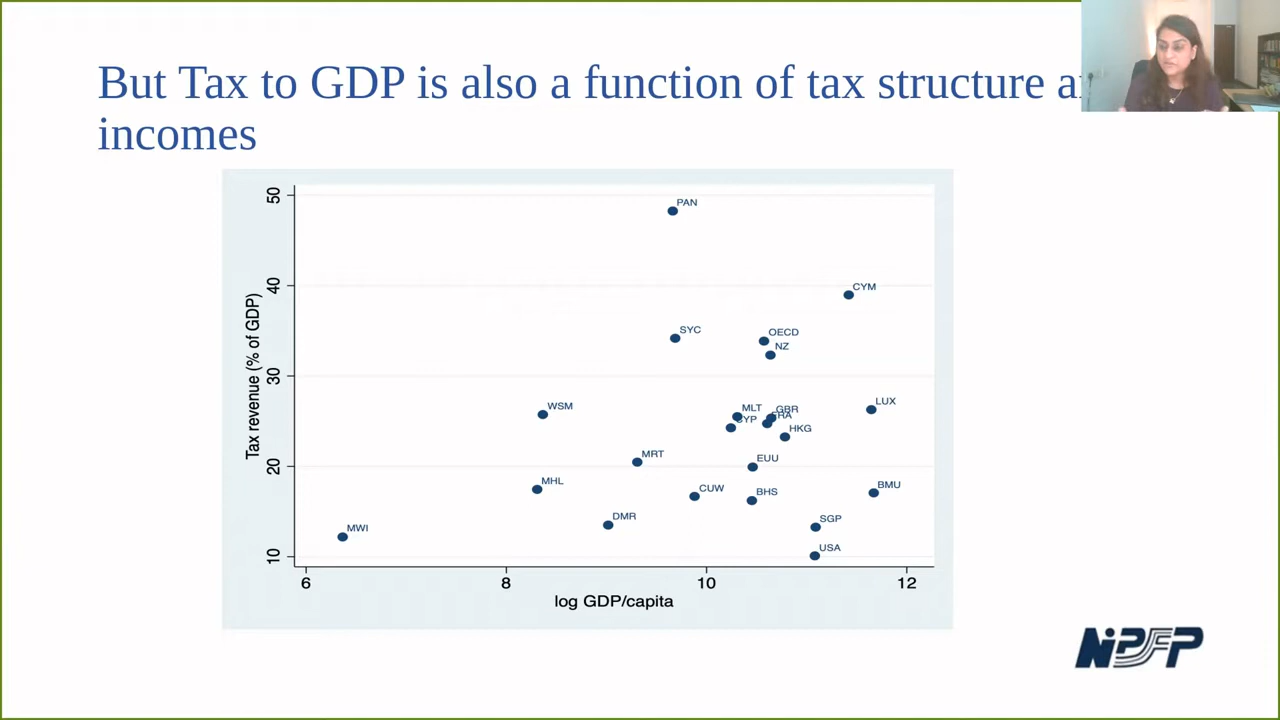 But Tax to GDP is also a function of tax structure
incomes
50
40
30
20
10
Tax revenue (% of GDP)
PAN
CYM
SYC
OECD
NZ
WSM
LUX
MLT
GBR
CYP
FRA
HKG
MRT
EUU
MHL
CUW
BHS
BMU
DMR
SGP
MWI
USA
6 8 10 12
log GDP/capita
NIPFP